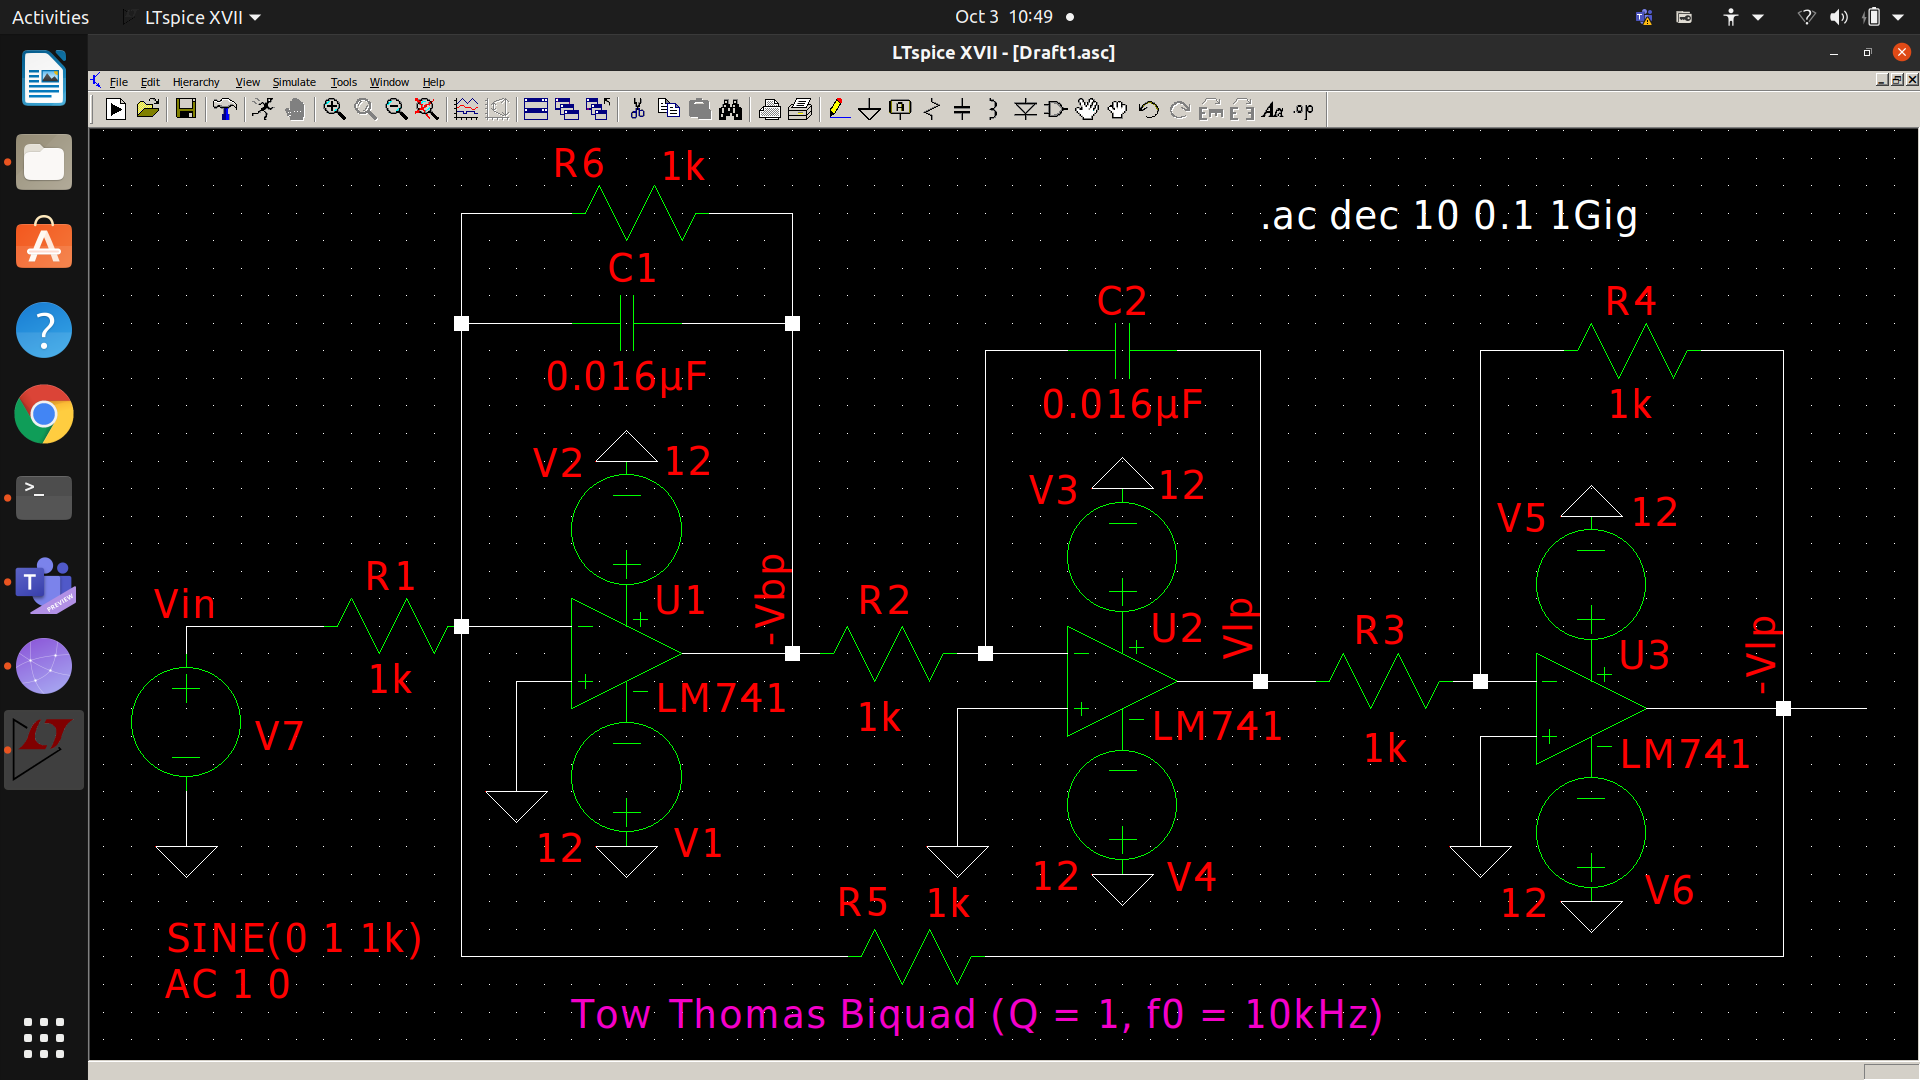 Activities
LTspice XVII
Oct 3 10:49
LTspice XVII - [Draft1.asc]
File Edit Hierarchy View Simulate Tools Window Help
R6 1k
.ac dec 10 0.1 1Gig
C1
0.016µF
C2
0.016µF
R4
1k
V2 12
V3 12
V5 12
Vin
R1
1k
U1
LM741
-Vbp
R2
1k
U2
LM741
Vlp
R3
1k
U3
LM741
-Vlp
V7
12 V1
12 V4
12 V6
R5 1k
SINE(0 1 1k)
AC 1 0
Tow Thomas Biquad (Q = 1, f0 = 10kHz)